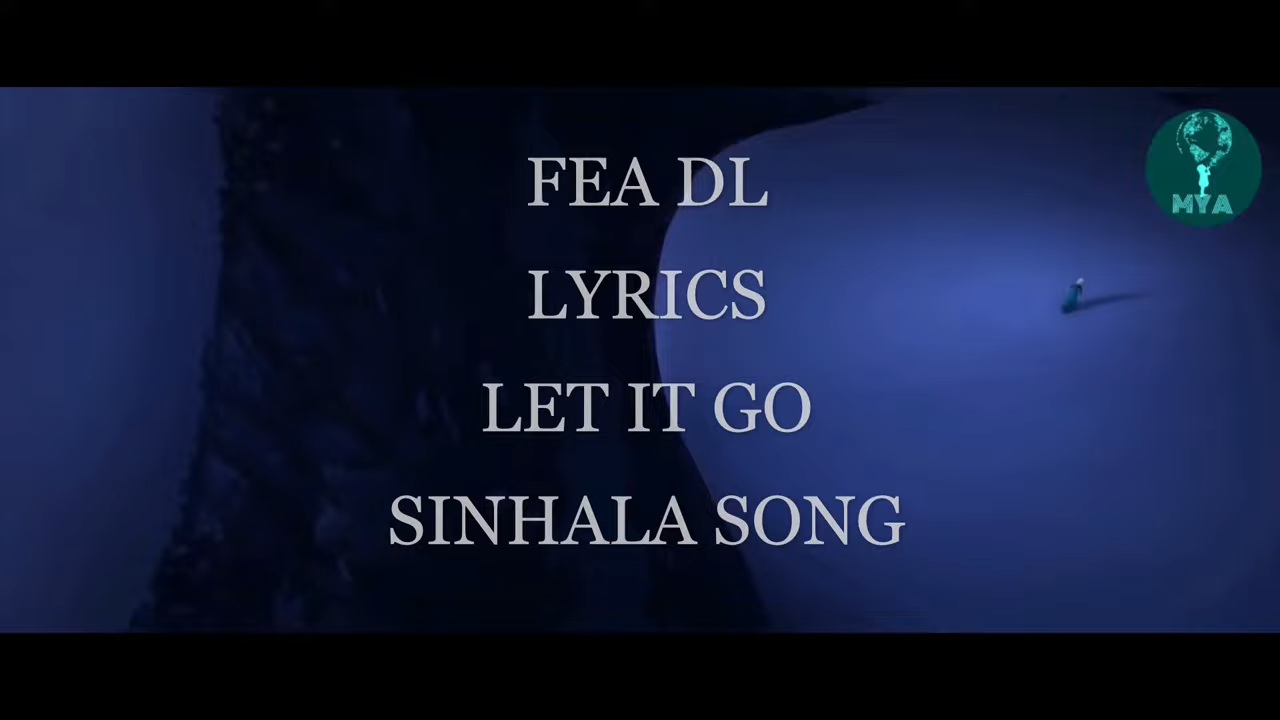 FEA DL
LYRICS
LET IT GO
SINHALA SONG
MYA